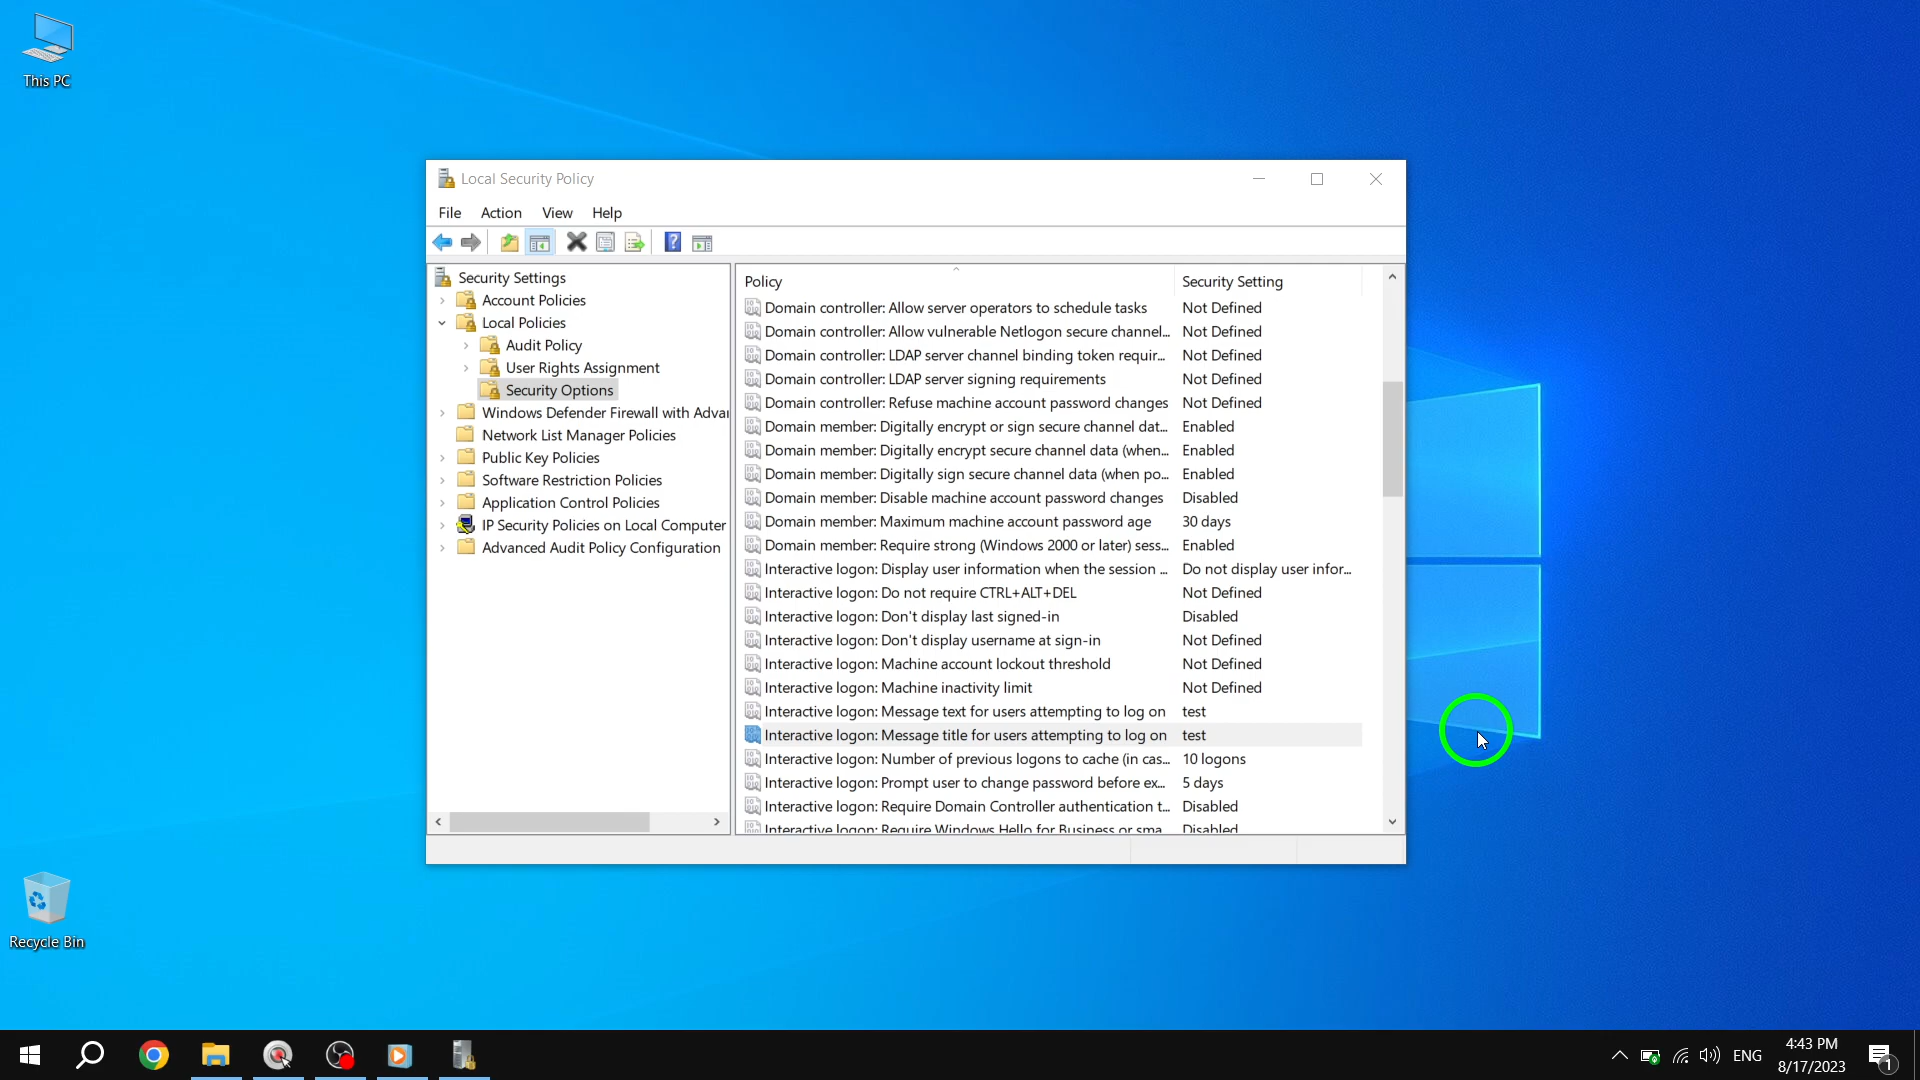 This PC
Local Security Policy
File Action View Help
Security Settings
Account Policies
Local Policies
Audit Policy
User Rights Assignment
Security Options
Windows Defender Firewall with Advar
Network List Manager Policies
Public Key Policies
Software Restriction Policies
Application Control Policies
IP Security Policies on Local Computer
Advanced Audit Policy Configuration
Policy Security Setting
Domain controller: Allow server operators to schedule tasks Not Defined
Domain controller: Allow vulnerable Netlogon secure channel... Not Defined
Domain controller: LDAP server channel binding token requir... Not Defined
Domain controller: LDAP server signing requirements Not Defined
Domain controller: Refuse machine account password changes Not Defined
Domain member: Digitally encrypt or sign secure channel dat... Enabled
Domain member: Digitally encrypt secure channel data (when... Enabled
Domain member: Digitally sign secure channel data (when po... Enabled
Domain member: Disable machine account password changes Disabled
Domain member: Maximum machine account password age 30 days
Domain member: Require strong (Windows 2000 or later) sess... Enabled
Interactive logon: Display user information when the session ... Do not display user infor...
Interactive logon: Do not require CTRL+ALT+DEL Not Defined
Interactive logon: Don't display last signed-in Disabled
Interactive logon: Don't display username at sign-in Not Defined
Interactive logon: Machine account lockout threshold Not Defined
Interactive logon: Machine inactivity limit Not Defined
Interactive logon: Message text for users attempting to log on test
Interactive logon: Message title for users attempting to log on test
Interactive logon: Number of previous logons to cache (in cas... 10 logons
Interactive logon: Prompt user to change password before ex... 5 days
Interactive logon: Require Domain Controller authentication t... Disabled
Interactive logon: Require Windows Hello for Business or sma... Disabled
Recycle Bin
ENG
4:43 PM
8/17/2023
1